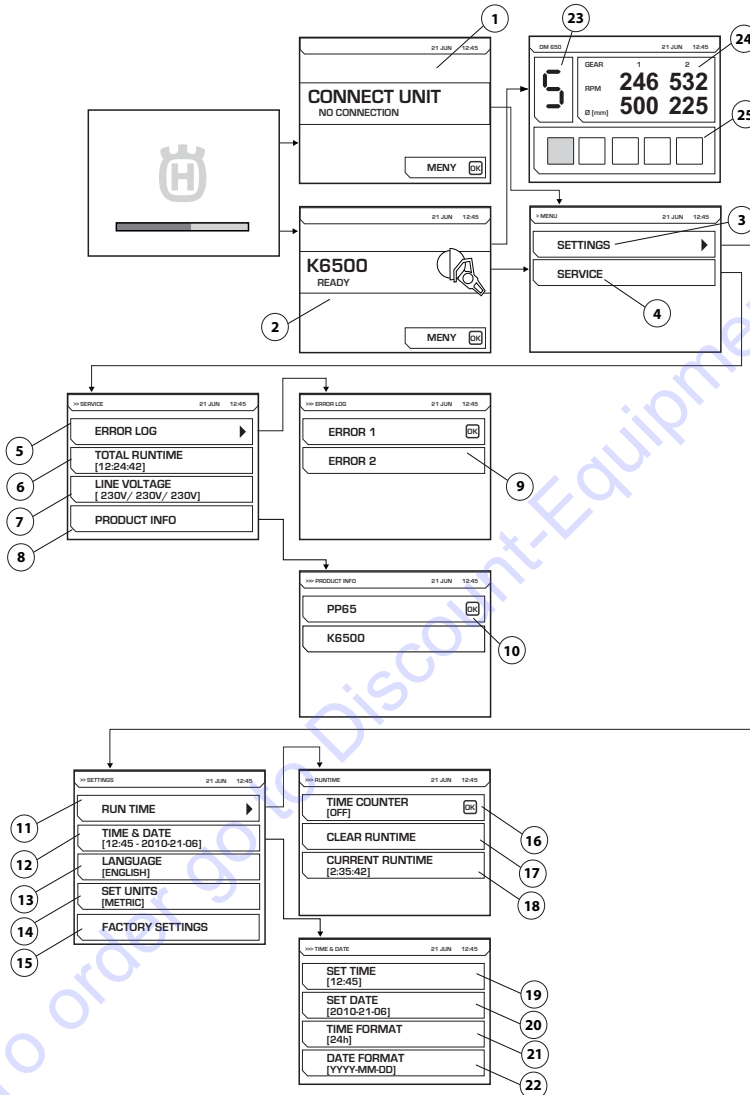 1
21 JUN 12:45
CONNECT UNIT
NO CONNECTION
MENY OK
23
DM 650 21 JUN 12:45
24
GEAR 1 2
RPM 246 532
Ø (mm) 500 225
S
25
H
2
21 JUN 12:45
K6500
READY
MENY OK
> MENU 21 JUN 12:45
3
SETTINGS
SERVICE
4
>> SERVICE 21 JUN 12:45
5
ERROR LOG
6
TOTAL RUNTIME
[12:24:42]
7
LINE VOLTAGE
[ 230V/ 230V/ 230V]
8
PRODUCT INFO
>>> ERROR LOG 21 JUN 12:45
ERROR 1 OK
ERROR 2
9
>>> PRODUCT INFO 21 JUN 12:45
PP65 OK
K6500
10
>> SETTINGS 21 JUN 12:45
11
RUN TIME
12
TIME & DATE
[12:45 - 2010-21-06]
13
LANGUAGE
[ENGLISH]
14
SET UNITS
[METRIC]
15
FACTORY SETTINGS
>>> RUNTIME 21 JUN 12:45
TIME COUNTER OK
[OFF]
16
CLEAR RUNTIME
17
CURRENT RUNTIME
[2:35:42]
18
>>> TIME & DATE 21 JUN 12:45
SET TIME
[12:45]
19
SET DATE
[2010-21-06]
20
TIME FORMAT
[24h]
21
DATE FORMAT
[YYYY-MM-DD]
22
o order go to Discount-Equipme